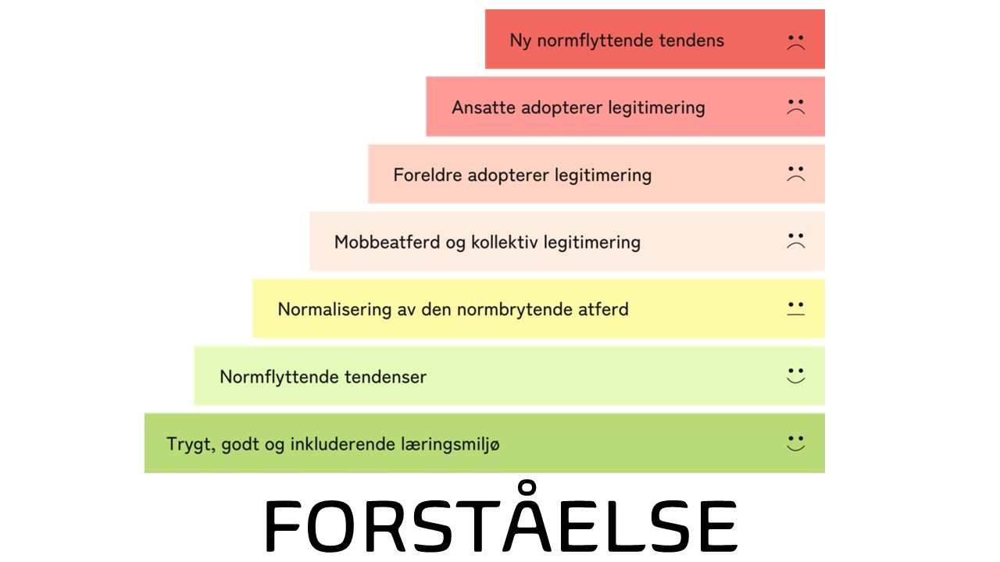 Ny normflyttende tendens
Ansatte adopterer legitimering
Foreldre adopterer legitimering
Mobbeatferd og kollektiv legitimering
Normalisering av den normbrytende atferd
Normflyttende tendenser
Trygt, godt og inkluderende læringsmiljø
FORSTÅELSE